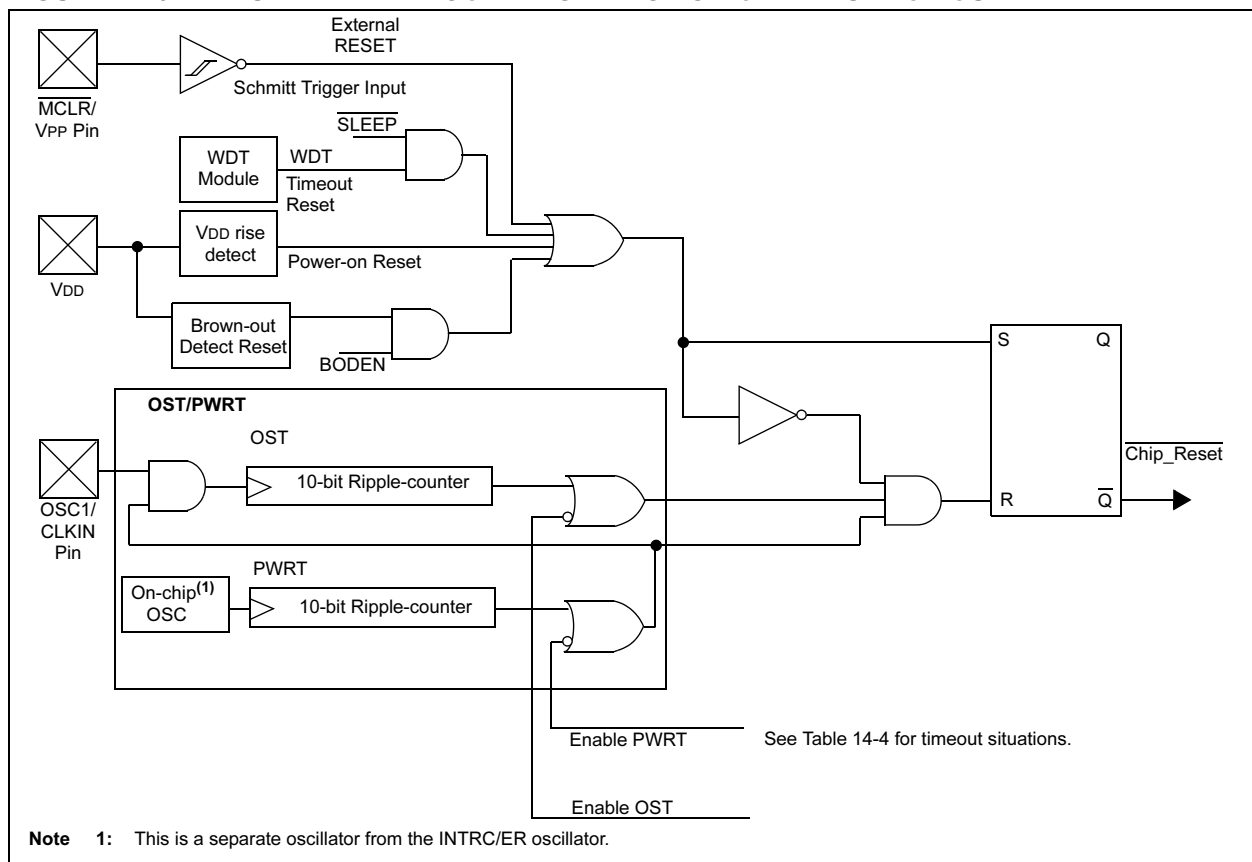 External
RESET
Schmitt Trigger Input
MCLR/
VPP Pin
SLEEP
WDT
Module
WDT
Timeout
Reset
VDD rise
detect
Power-on Reset
VDD
Brown-out
Detect Reset
BODEN
S
Q
OST/PWRT
OST
10-bit Ripple-counter
Chip_Reset
R
Q
OSC1/
CLKIN
Pin
PWRT
On-chip(1)
OSC
10-bit Ripple-counter
Enable PWRT
See Table 14-4 for timeout situations.
Enable OST
Note 1: This is a separate oscillator from the INTRC/ER oscillator.